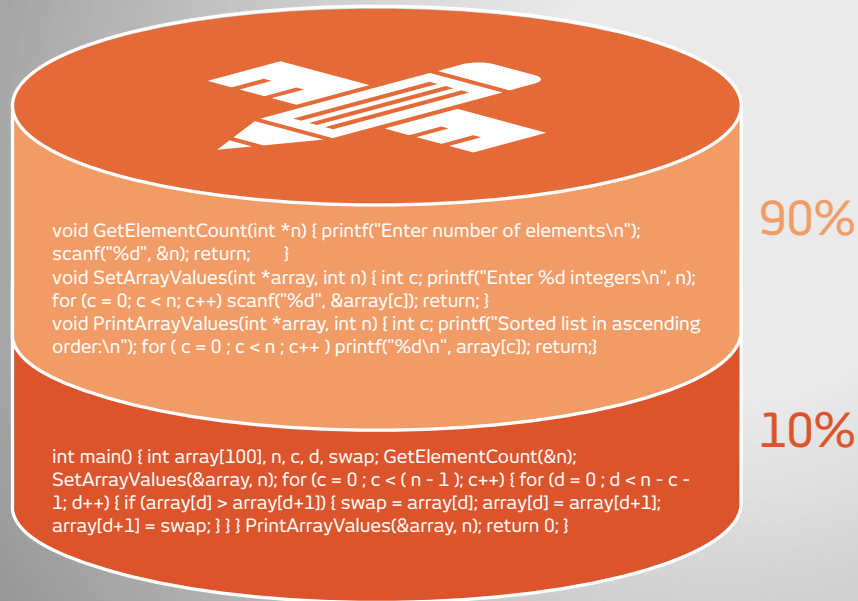 void GetElementCount(int *n) { printf("Enter number of elements\n");
scanf("%d", &n); return;      }
void SetArrayValues(int *array, int n) { int c; printf("Enter %d integers\n", n);
for (c = 0; c < n; c++) scanf("%d", &array[c]); return; }
void PrintArrayValues(int *array, int n) { int c; printf("Sorted list in ascending
order:\n"); for ( c = 0 ; c < n ; c++ ) printf("%d\n", array[c]); return;}
90%
int main() { int array[100], n, c, d, swap; GetElementCount(&n);
SetArrayValues(&array, n); for (c = 0 ; c < ( n - 1 ); c++) { for (d = 0 ; d < n - c -
1; d++) { if (array[d] > array[d+1]) { swap = array[d]; array[d] = array[d+1];
array[d+1] = swap; } } } PrintArrayValues(&array, n); return 0; }
10%